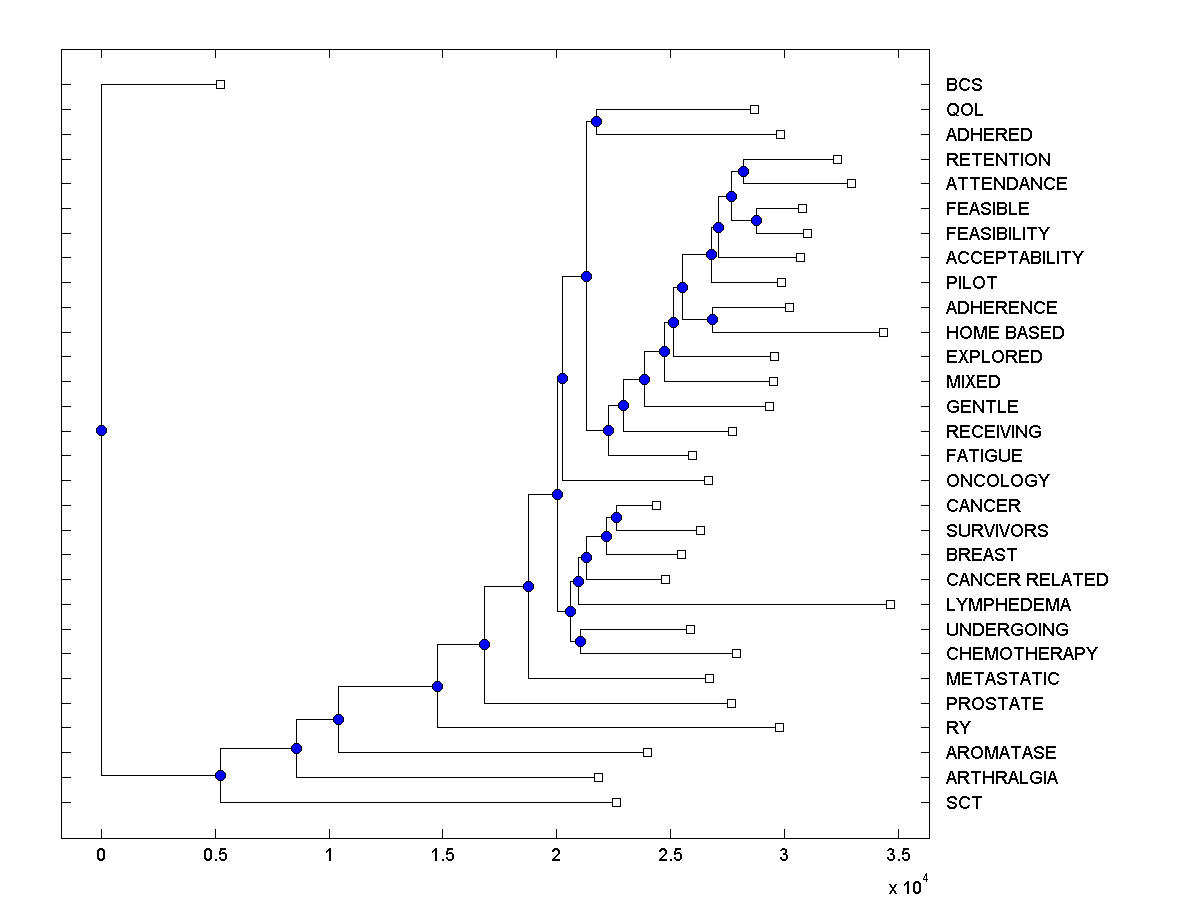 BCS
QOL
ADHERED
RETENTION
ATTENDANCE
FEASIBLE
FEASIBILITY
ACCEPTABILITY
PILOT
ADHERENCE
HOME BASED
EXPLORED
MIXED
GENTLE
RECEIVING
FATIGUE
ONCOLOGY
CANCER
SURVIVORS
BREAST
CANCER RELATED
LYMPHEDEMA
UNDERGOING
CHEMOTHERAPY
METASTATIC
PROSTATE
RY
AROMATASE
ARTHRALGIA
SCT
0 0.5 1 1.5 2 2.5 3 3.5
x 10^4